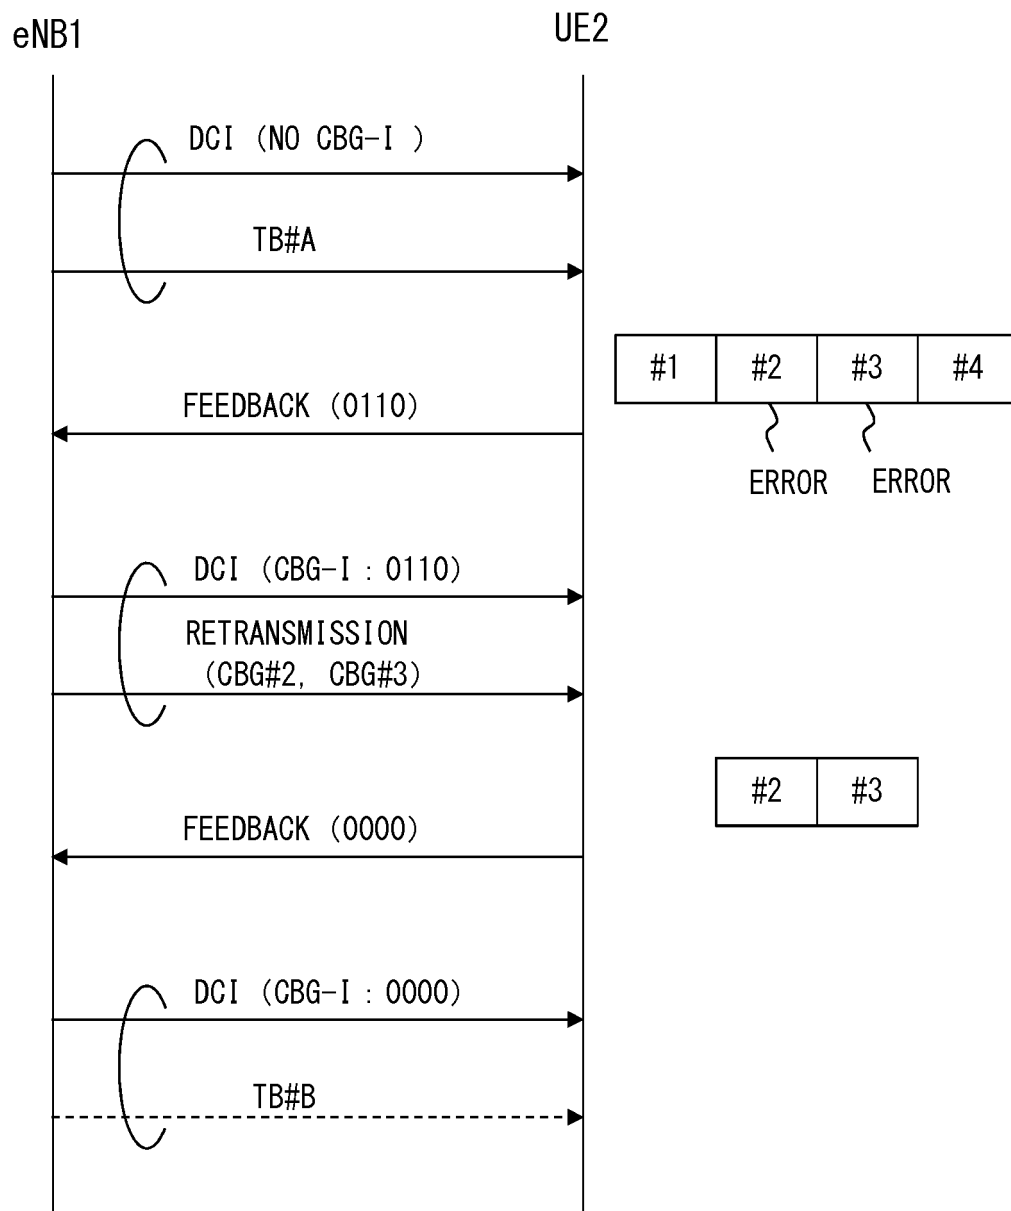 eNB1
UE2
DCI (NO CBG-I )
TB#A
#1 #2 #3 #4
FEEDBACK (0110)
ERROR ERROR
DCI (CBG-I : 0110)
RETRANSMISSION
(CBG#2, CBG#3)
#2 #3
FEEDBACK (0000)
DCI (CBG-I : 0000)
TB#B